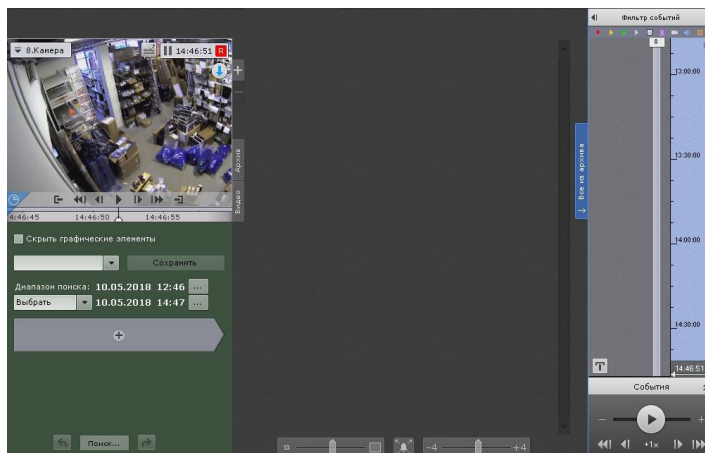 Фильтр событий
8.Камера
14:46:51 R
8
13:00:00
Архив
Видео
Все из архива
13:30:00
4:46:45 14:46:50 14:46:55
Скрыть графические элементы
14:00:00
Сохранить
Диапазон поиска: 10.05.2018 12:46 ...
Выбрать 10.05.2018 14:47 ...
14:30:00
T
14:46:51
События
Поиск...
-4 +4
+1x